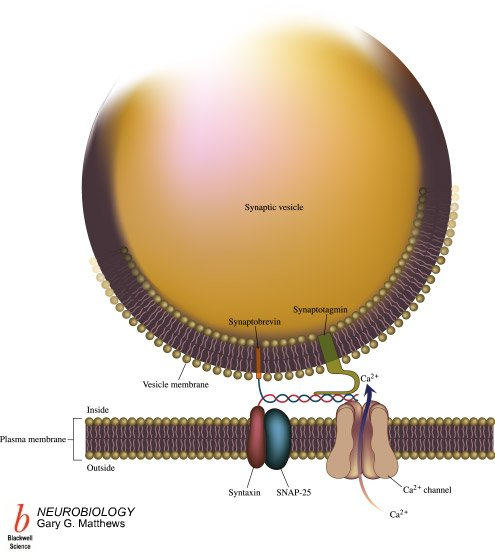 Synaptic vesicle
Synaptotagmin
Synaptobrevin
Vesicle membrane
Ca²⁺
Inside
Plasma membrane
Outside
Syntaxin
SNAP-25
Ca²⁺ channel
Ca²⁺
b
Blackwell
Science
NEUROBIOLOGY
Gary G. Matthews